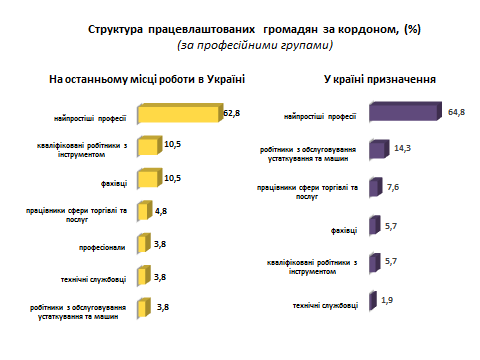 Структура працевлаштованих громадян за кордоном, (%)
(за професійними групами)
На останньому місці роботи в Україні
найпростіші професії
62,8
кваліфіковані робітники з
інструментом
10,5
фахівці
10,5
працівники сфери торгівлі та
послуг
4,8
професіонали
3,8
технічні службовці
3,8
робітники з обслуговування
устаткування та машин
3,8
У країні призначення
найпростіші професії
64,8
робітники з обслуговування
устаткування та машин
14,3
працівники сфери торгівлі та
послуг
7,6
фахівці
5,7
кваліфіковані робітники з
інструментом
5,7
технічні службовці
1,9